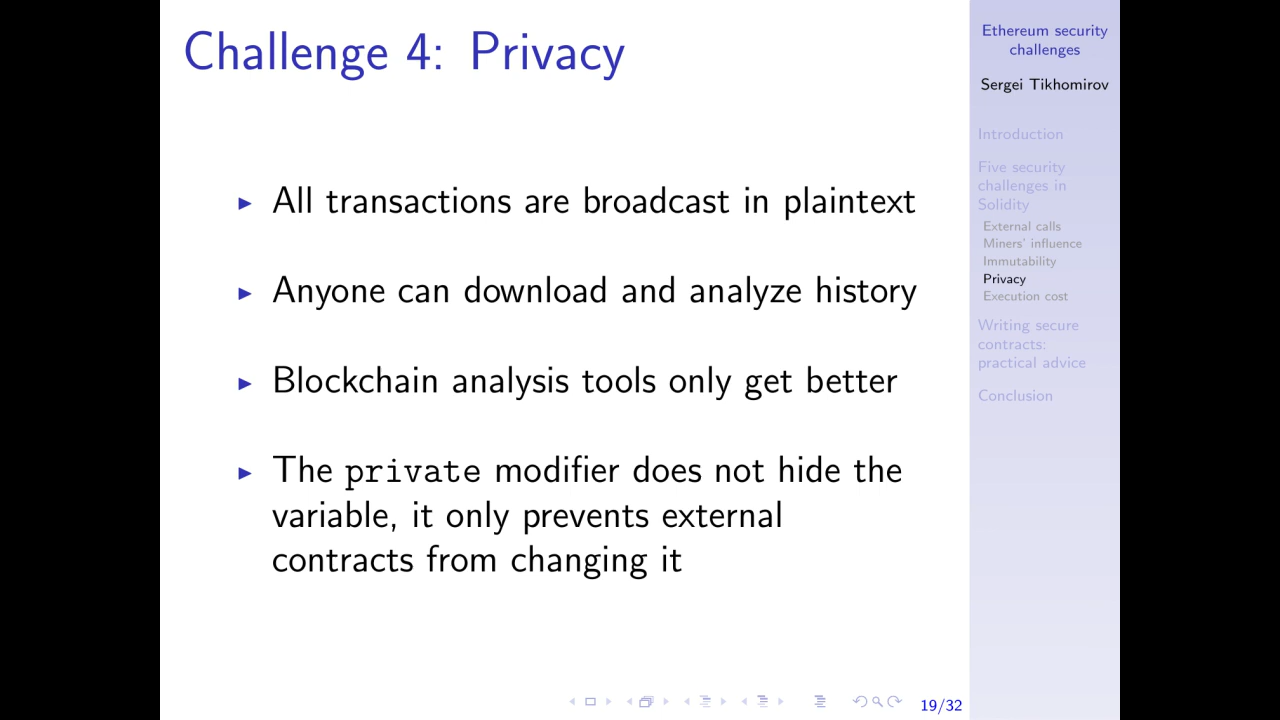 Challenge 4: Privacy
All transactions are broadcast in plaintext
Anyone can download and analyze history
Blockchain analysis tools only get better
The private modifier does not hide the
variable, it only prevents external
contracts from changing it
19/32
Ethereum security
challenges
Sergei Tikhomirov
Introduction
Five security
challenges in
Solidity
External calls
Miners' influence
Immutability
Privacy
Execution cost
Writing secure
contracts:
practical advice
Conclusion